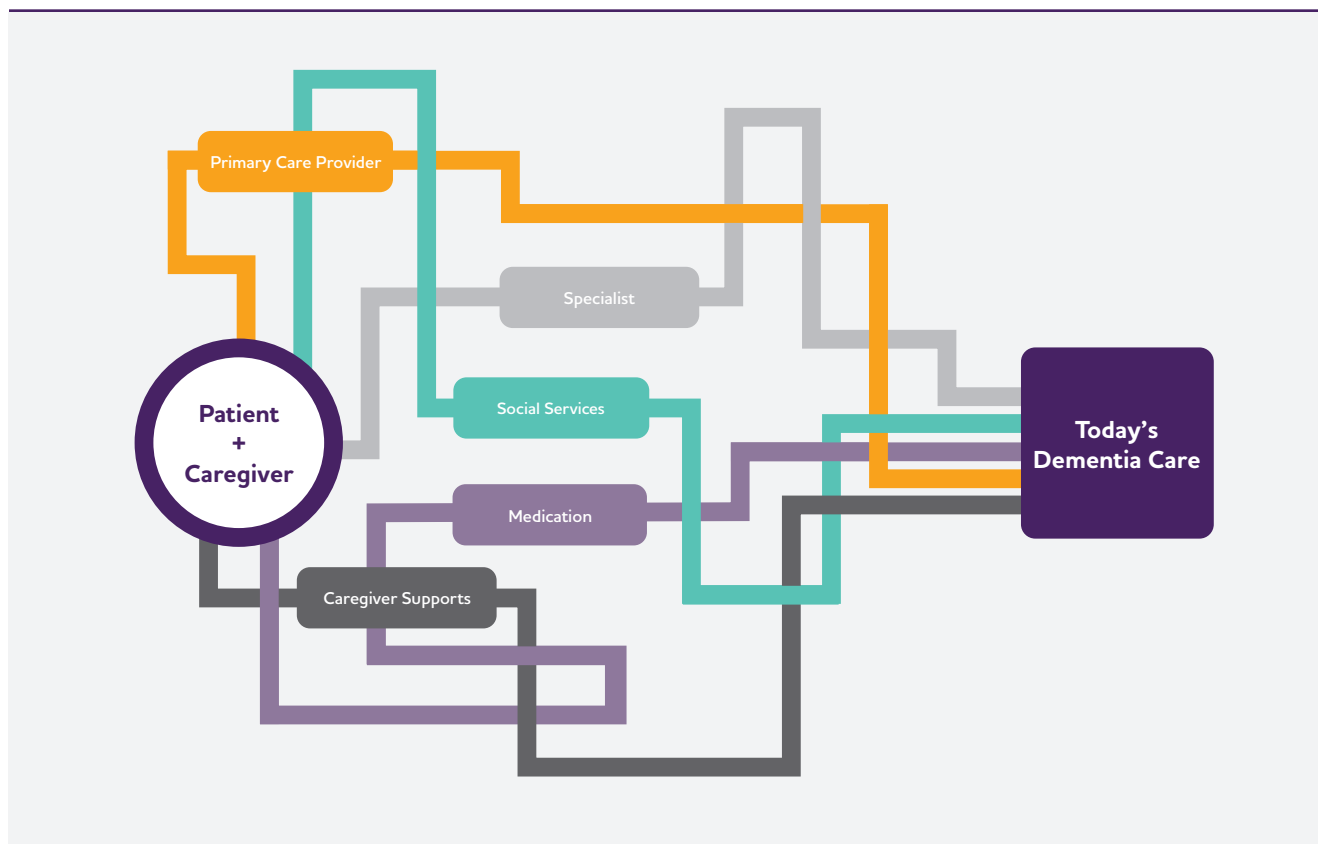 Primary Care Provider
Specialist
Patient
+
Caregiver
Social Services
Today’s
Dementia Care
Medication
Caregiver Supports